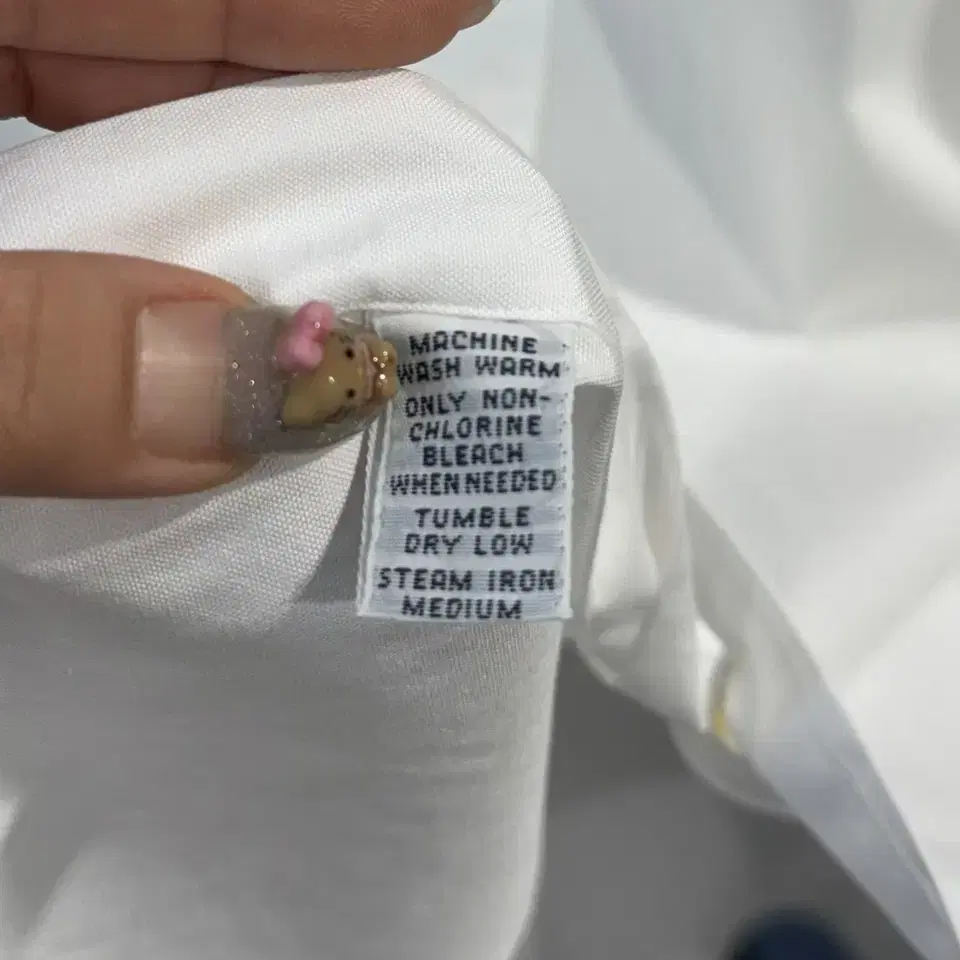 MACHINE
WASH WARM
ONLY NON-
CHLORINE
BLEACH
WHEN NEEDED
TUMBLE
DRY LOW
STEAM IRON
MEDIUM